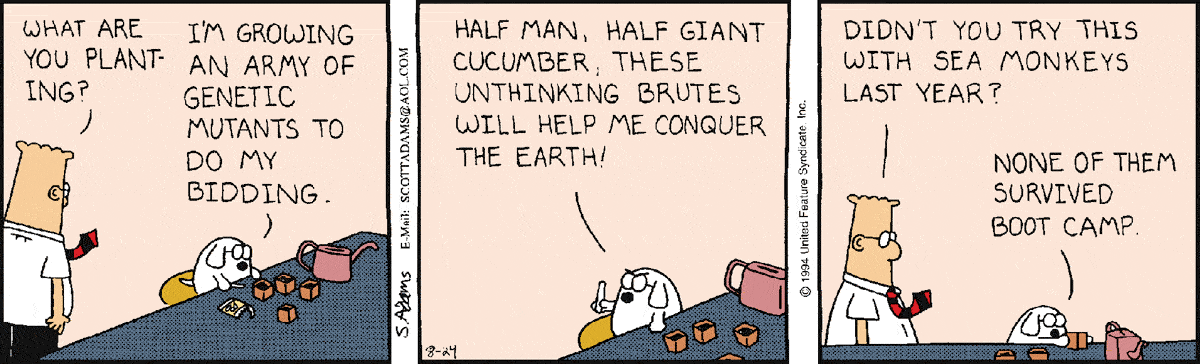 WHAT ARE
YOU PLANT-
ING?
I'M GROWING
AN ARMY OF
GENETIC
MUTANTS TO
DO MY
BIDDING.
S.Adams E-Mail: SCOTTADAMS@AOL.COM
HALF MAN, HALF GIANT
CUCUMBER, THESE
UNTHINKING BRUTES
WILL HELP ME CONQUER
THE EARTH!
8-24
© 1994 United Feature Syndicate, Inc.
DIDN'T YOU TRY THIS
WITH SEA MONKEYS
LAST YEAR?
NONE OF THEM
SURVIVED
BOOT CAMP.